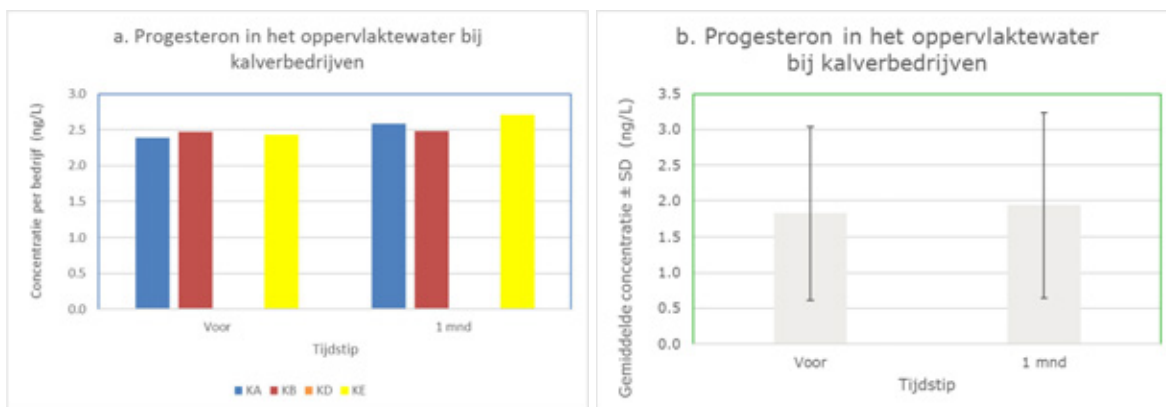 a. Progesteron in het oppervlaktewater bij
kalverbedrijven
Concentratie per bedrijf (ng/L)
3.0
2.5
2.0
1.5
1.0
0.5
0.0
Voor
1 mnd
Tijdstip
KA KB KD KE
b. Progesteron in het oppervlaktewater
bij kalverbedrijven
Gemiddelde concentratie ± SD (ng/L)
3.5
3.0
2.5
2.0
1.5
1.0
0.5
0.0
Voor
1 mnd
Tijdstip